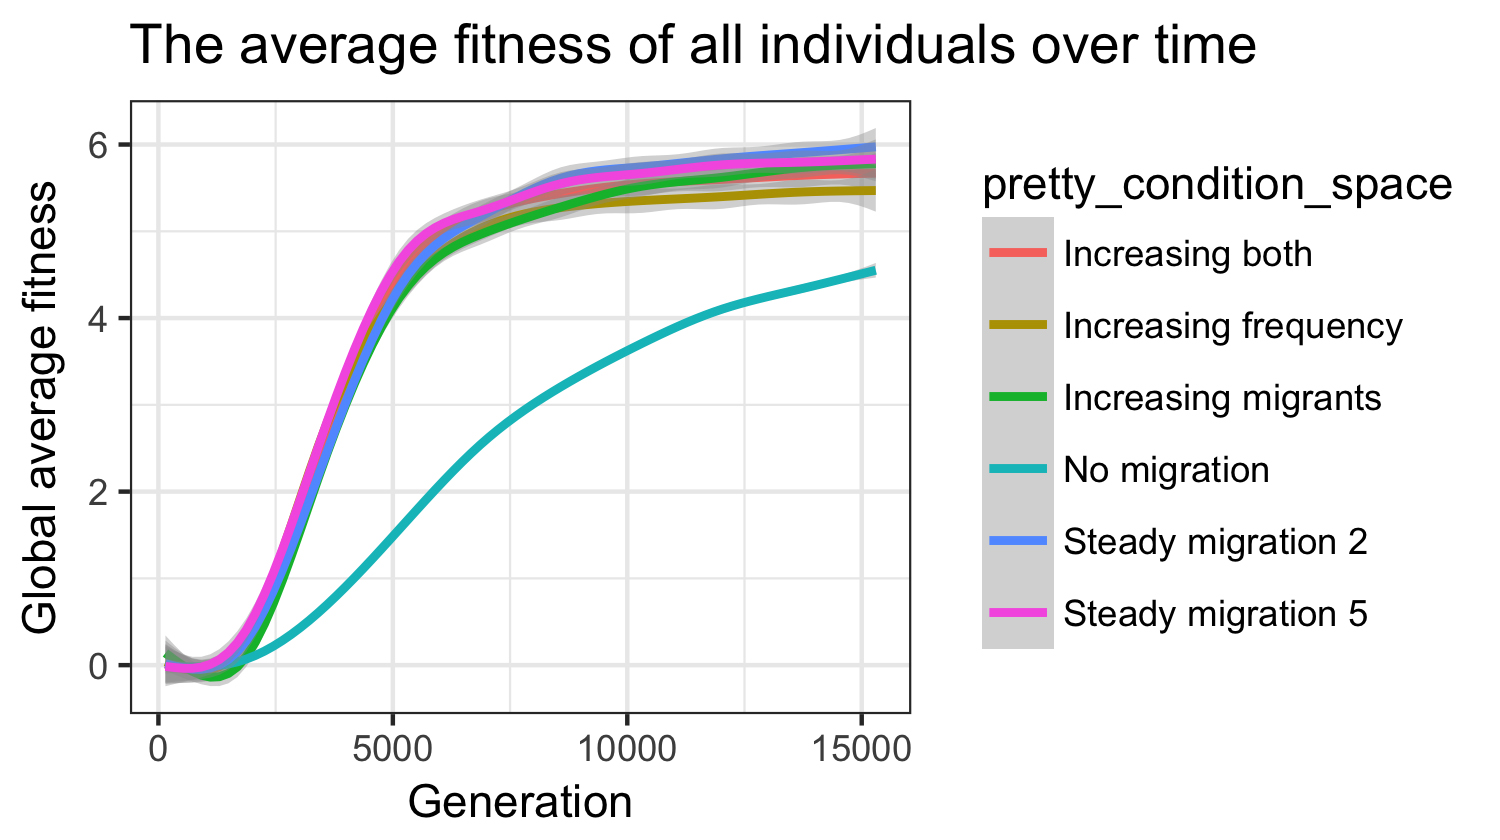 The average fitness of all individuals over time
Global average fitness
6
4
2
0
0 5000 10000 15000
Generation
pretty_condition_space
Increasing both
Increasing frequency
Increasing migrants
No migration
Steady migration 2
Steady migration 5